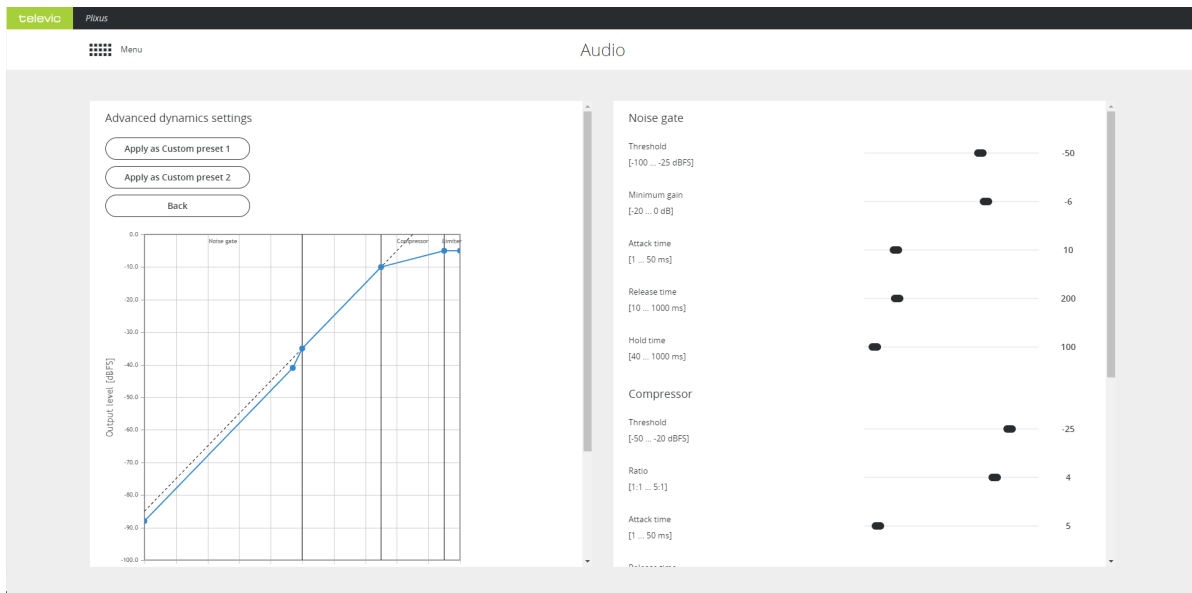 televic Plixus
Menu
Audio
Advanced dynamics settings
Apply as Custom preset 1
Apply as Custom preset 2
Back
0.0
Noise gate
Compressor
Limiter
-10.0
-20.0
-30.0
-40.0
Output level [dBFS]
-50.0
-60.0
-70.0
-80.0
-90.0
-100.0
Noise gate
Threshold
[-100 ... -25 dBFS]
-50
Minimum gain
[-20 ... 0 dB]
-6
Attack time
[1 ... 50 ms]
10
Release time
[10 ... 1000 ms]
200
Hold time
[40 ... 1000 ms]
100
Compressor
Threshold
[-50 ... -20 dBFS]
-25
Ratio
[1:1 ... 5:1]
4
Attack time
[1 ... 50 ms]
5
Release time